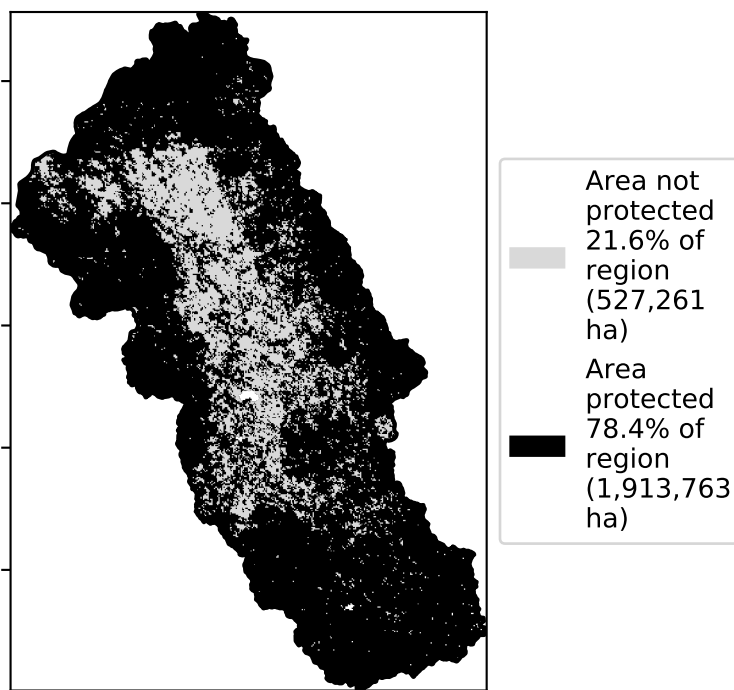 Area not
protected
21.6% of
region
(527,261
ha)
Area
protected
78.4% of
region
(1,913,763
ha)